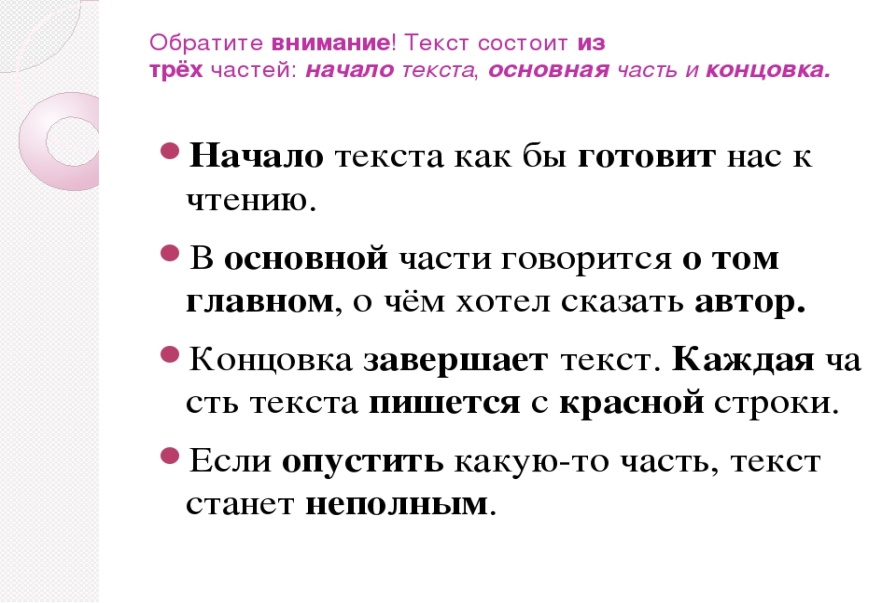 Обратите внимание! Текст состоит из
трёх частей: начало текста, основная часть и концовка.
Начало текста как бы готовит нас к
чтению.
В основной части говорится о том
главном, о чём хотел сказать автор.
Концовка завершает текст. Каждая ча
сть текста пишется с красной строки.
Если опустить какую-то часть, текст
станет неполным.